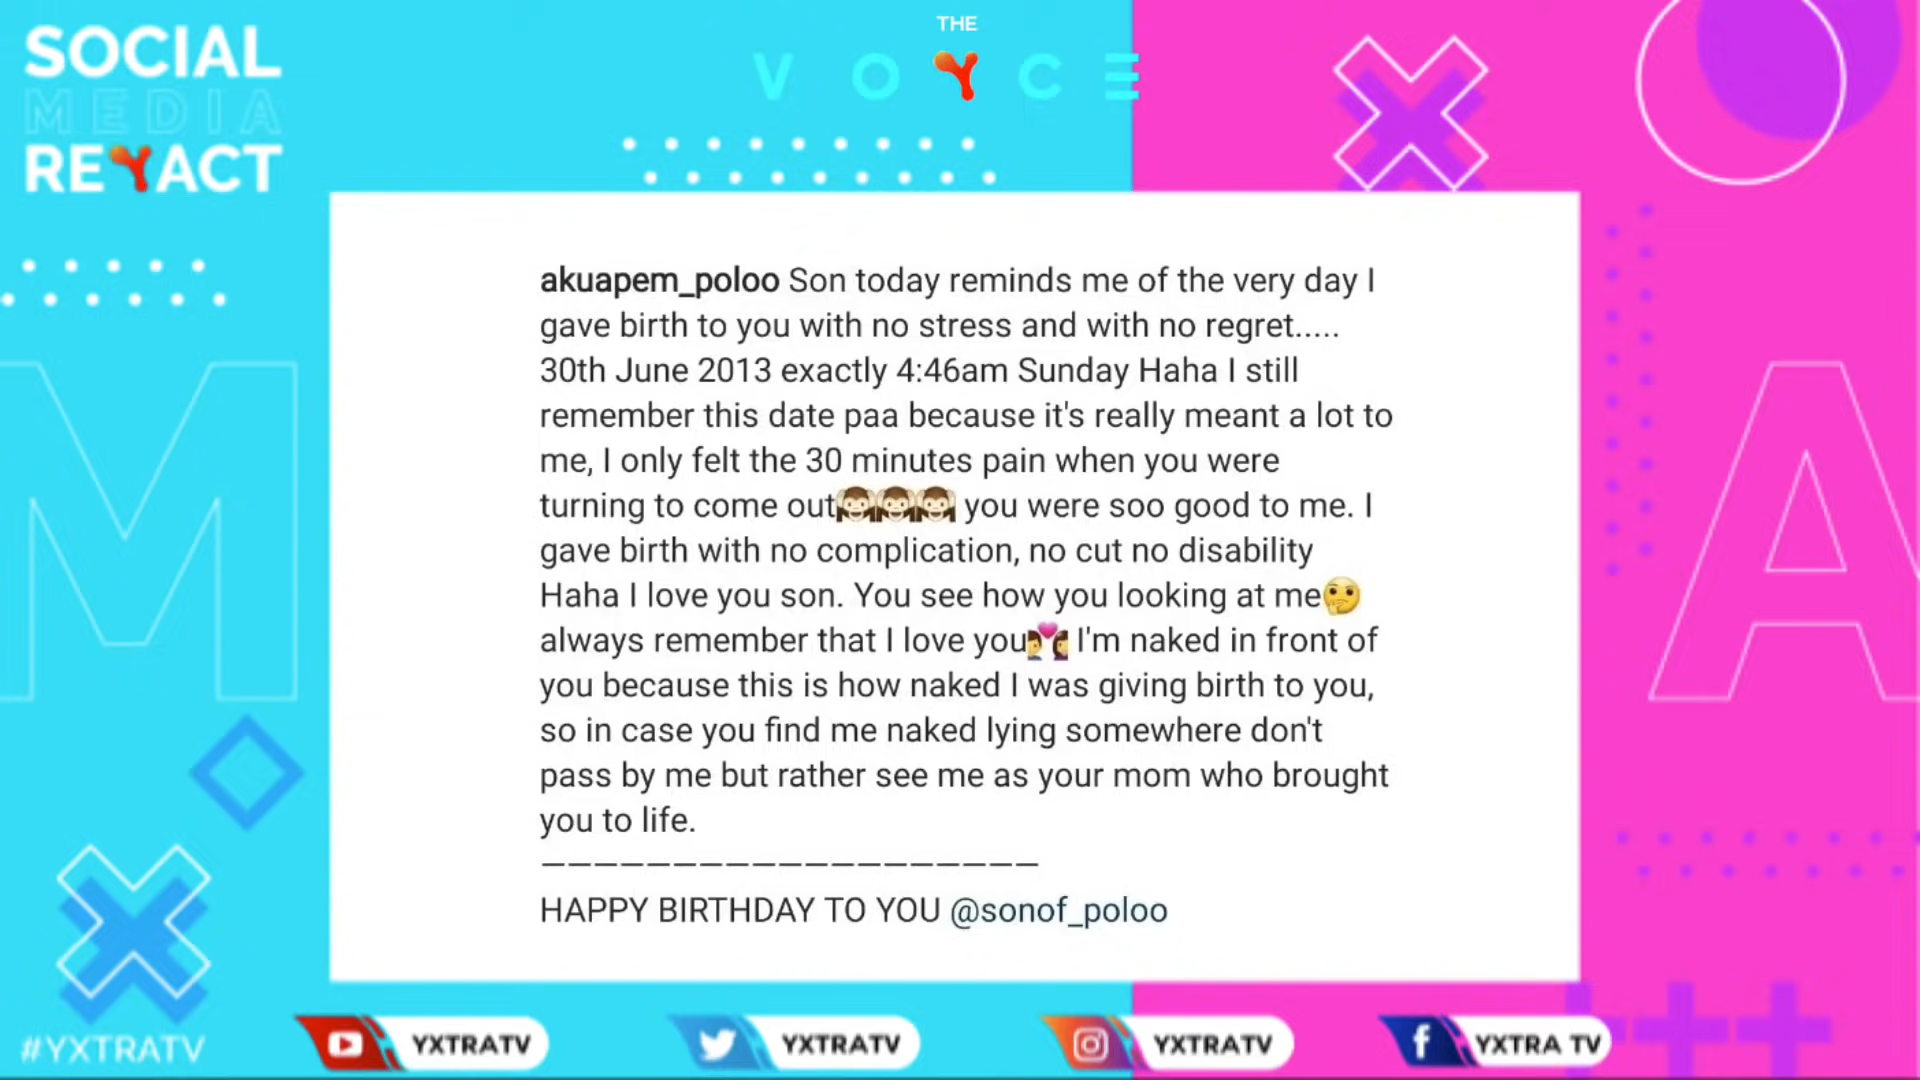 SOCIAL
MEDIA
REYACT
THE
VOYCE
akuapem_poloo Son today reminds me of the very day I
gave birth to you with no stress and with no regret.....
30th June 2013 exactly 4:46am Sunday Haha I still
remember this date paa because it's really meant a lot to
me, I only felt the 30 minutes pain when you were
turning to come out🙉🙉🙉 you were soo good to me. I
gave birth with no complication, no cut no disability
Haha I love you son. You see how you looking at me🤔
always remember that I love you💑 I'm naked in front of
you because this is how naked I was giving birth to you,
so in case you find me naked lying somewhere don't
pass by me but rather see me as your mom who brought
you to life.
———————————————————
HAPPY BIRTHDAY TO YOU @sonof_poloo
M
A
#YXTRATV
YXTRATV
YXTRATV
YXTRATV
YXTRA TV